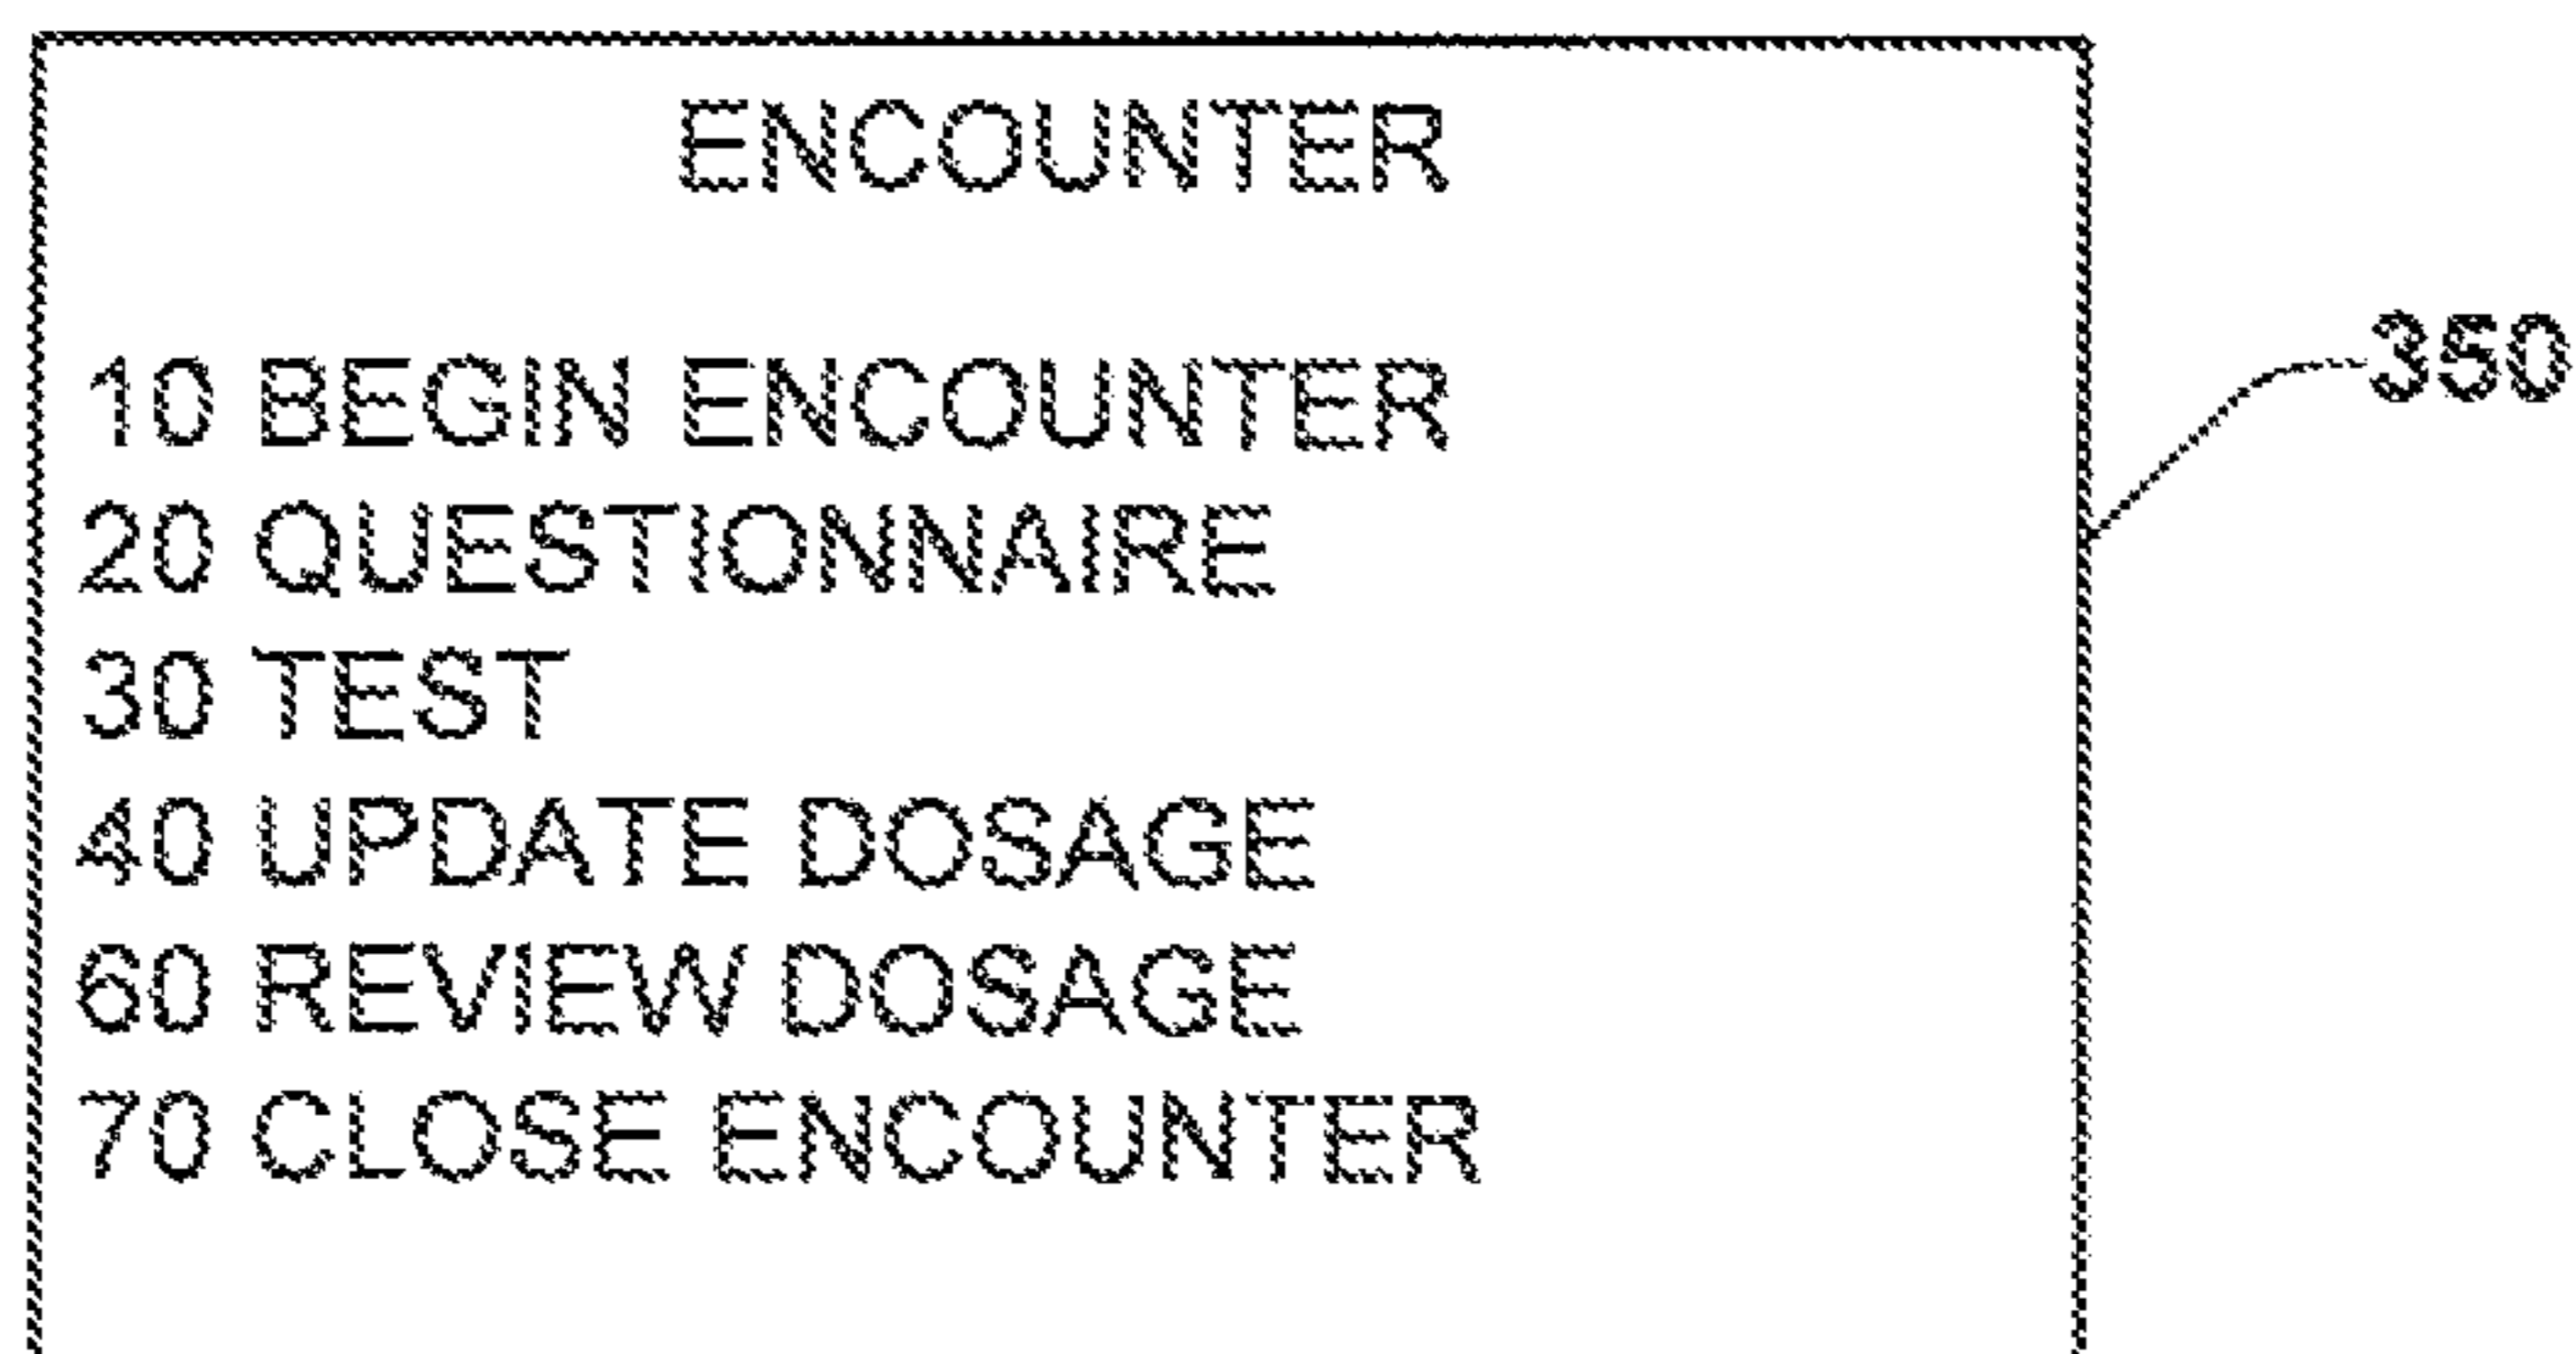 ENCOUNTER
10 BEGIN ENCOUNTER
350
20 QUESTIONNAIRE
30 TEST
40 UPDATE DOSAGE
60 REVIEW DOSAGE
70 CLOSE ENCOUNTER